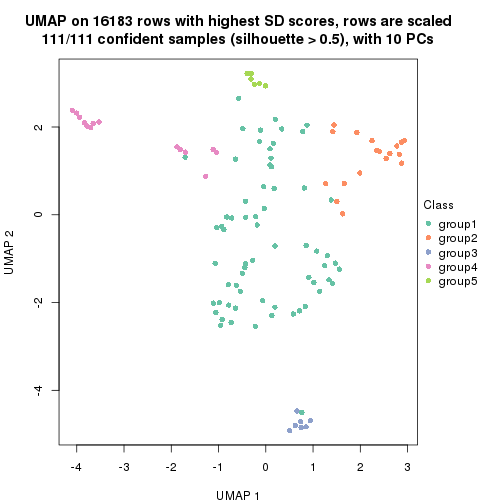 UMAP on 16183 rows with highest SD scores, rows are scaled
111/111 confident samples (silhouette > 0.5), with 10 PCs
2
0
-2
-4
UMAP 2
-4
-3
-2
-1
0
1
2
3
UMAP 1
Class
group1
group2
group3
group4
group5